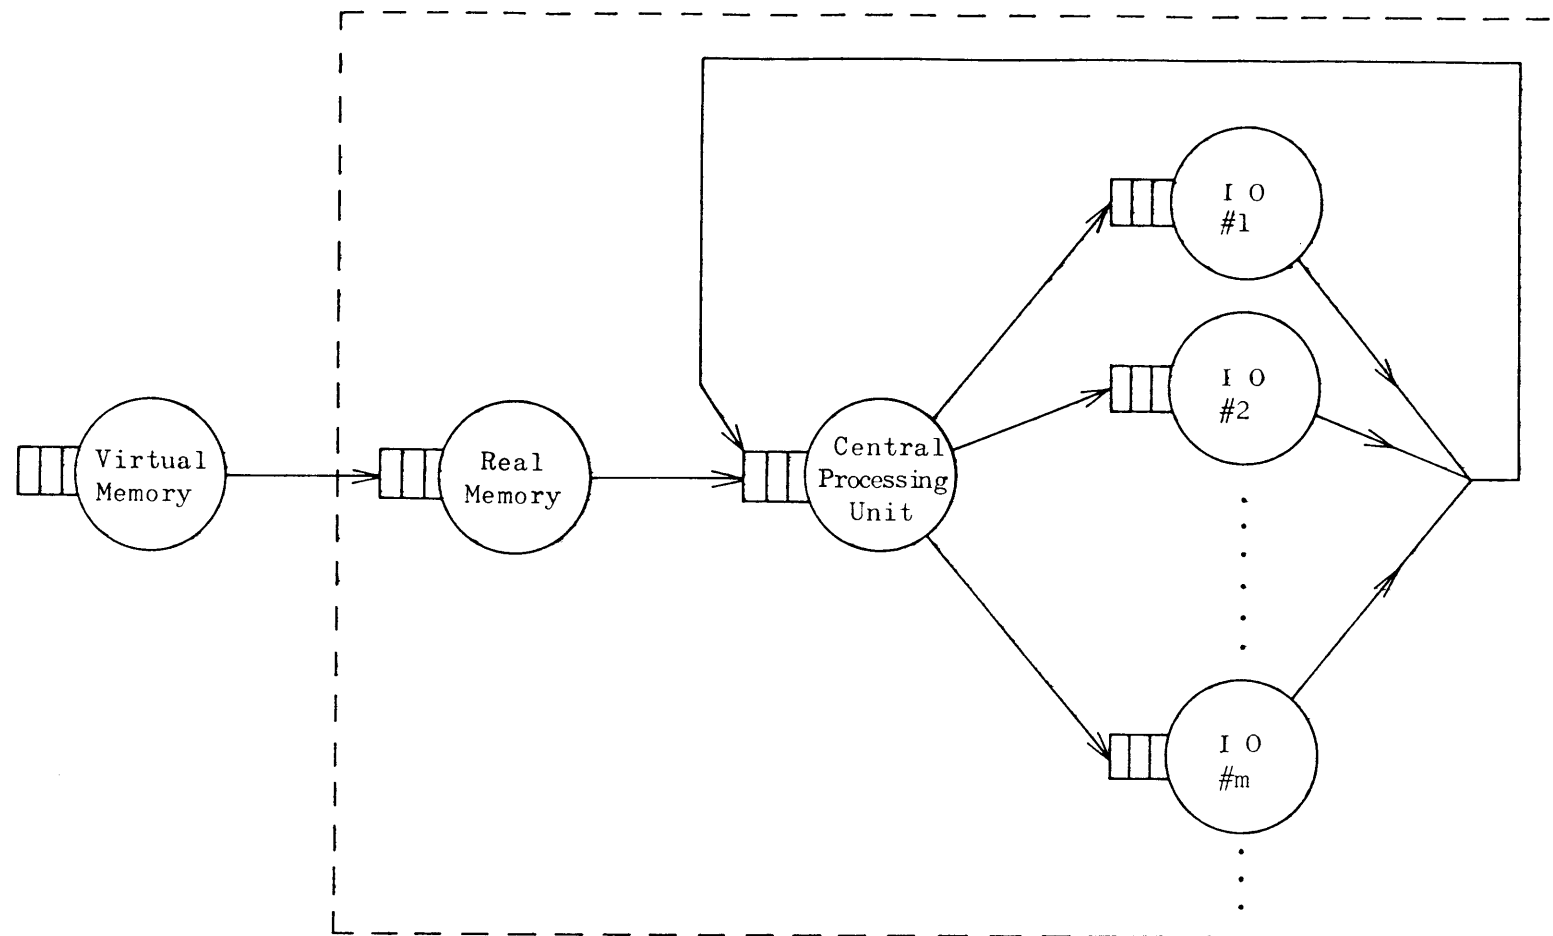 I O
#1
I O
#2
Virtual
Memory
Real
Memory
Central
Processing
Unit
I O
#m